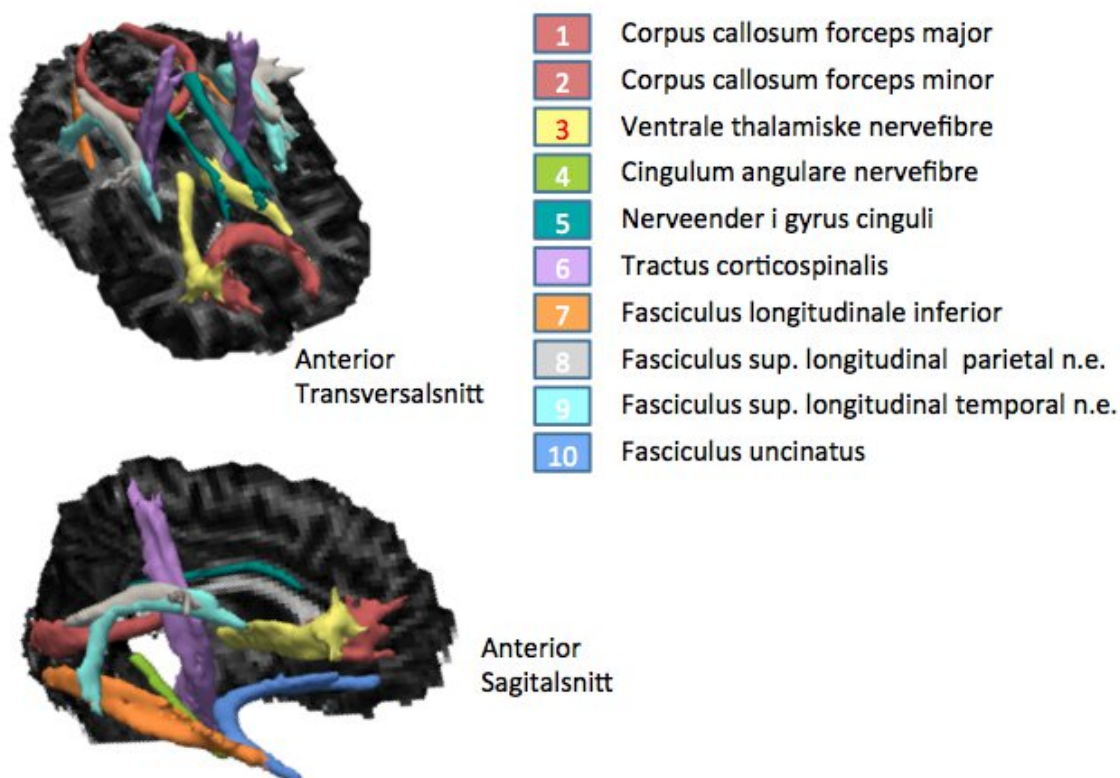 1 Corpus callosum forceps major
2 Corpus callosum forceps minor
3 Ventrale thalamiske nervefibre
4 Cingulum angulare nervefibre
5 Nerveender i gyrus cinguli
6 Tractus corticospinalis
7 Fasciculus longitudinale inferior
8 Fasciculus sup. longitudinal parietal n.e.
9 Fasciculus sup. longitudinal temporal n.e.
10 Fasciculus uncinatus
Anterior
Transversalsnitt
Anterior
Sagitalsnitt